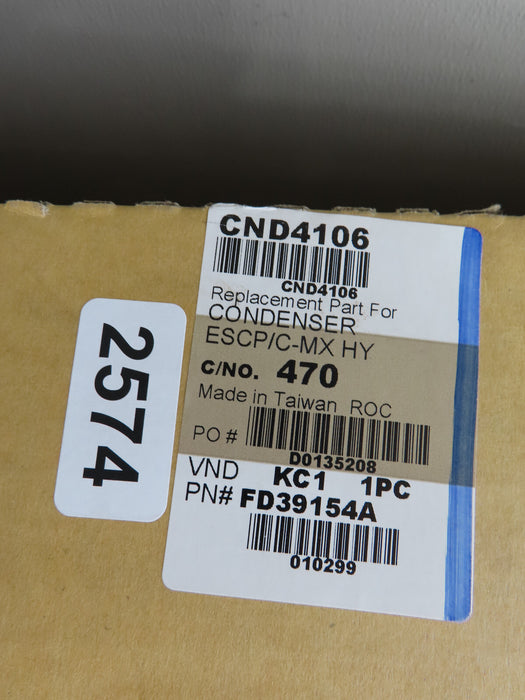 CND4106
CND4106
Replacement Part For
CONDENSER
ESCP/C-MX HY
C/NO. 470
Made in Taiwan ROC
PO #
D0135208
VND KC1 1PC
PN# FD39154A
010299
2574